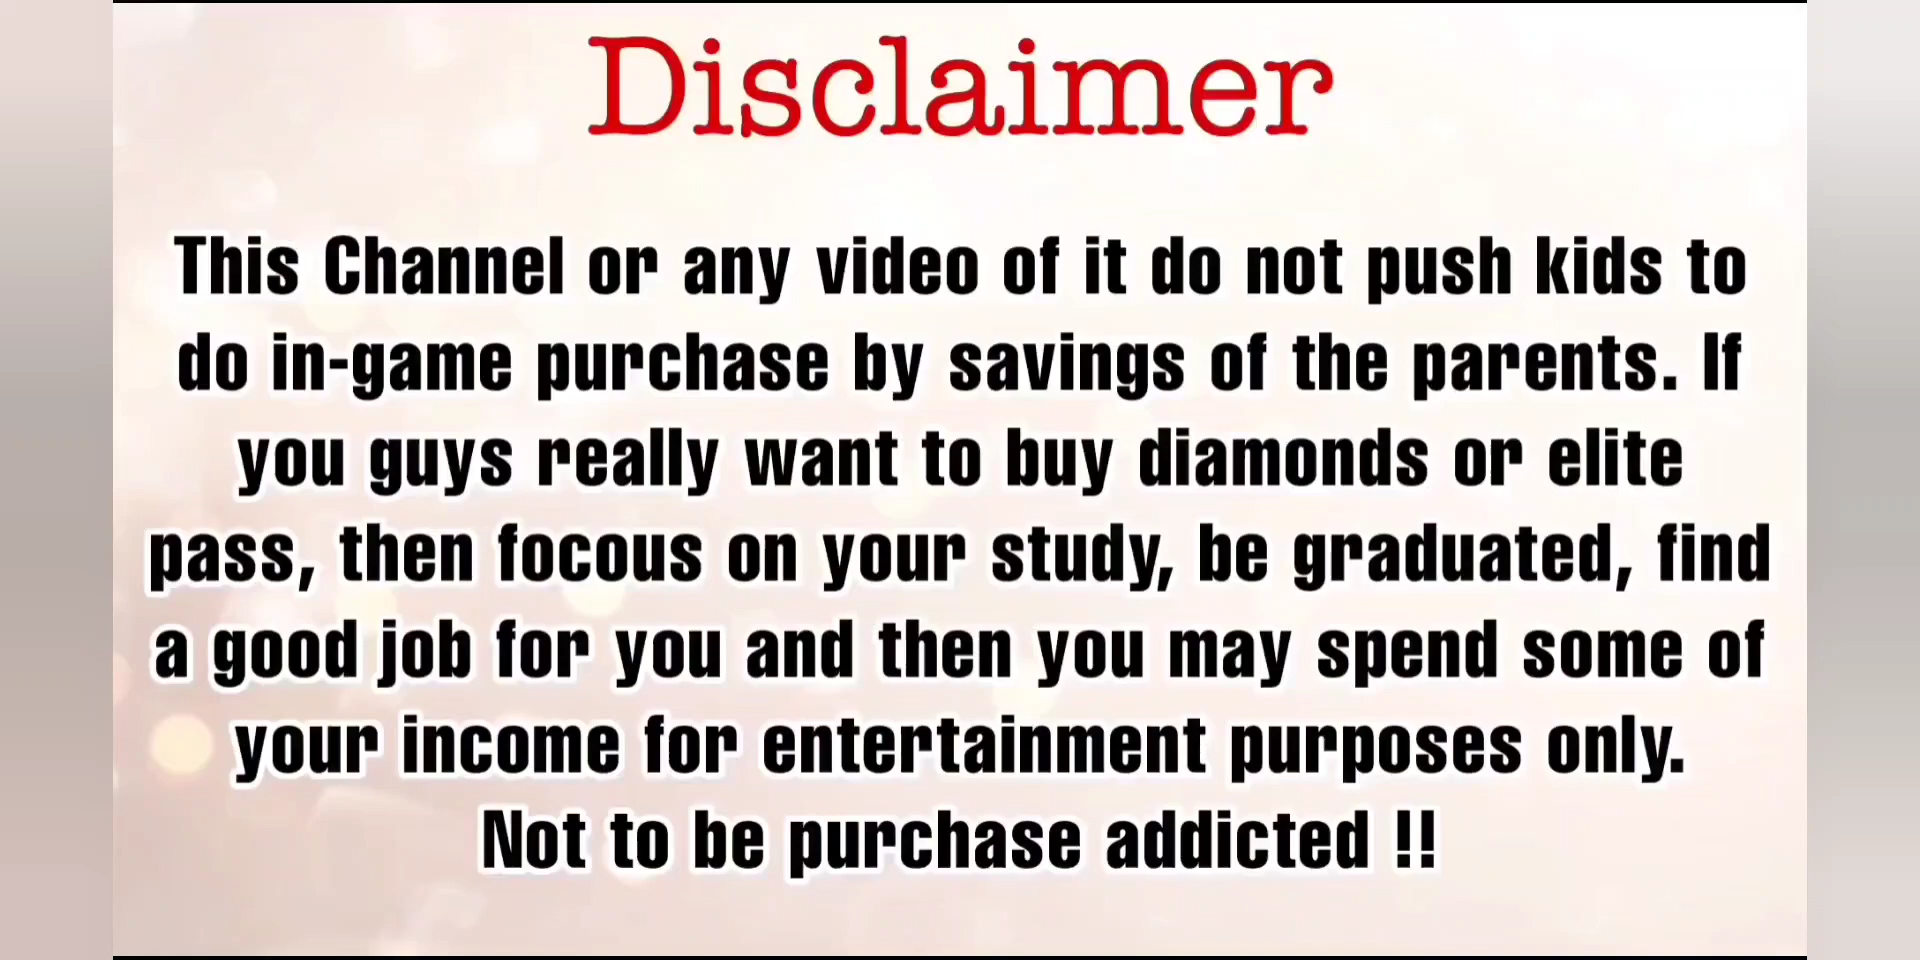 Disclaimer
This Channel or any video of it do not push kids to
do in-game purchase by savings of the parents. If
you guys really want to buy diamonds or elite
pass, then focous on your study, be graduated, find
a good job for you and then you may spend some of
your income for entertainment purposes only.
Not to be purchase addicted !!